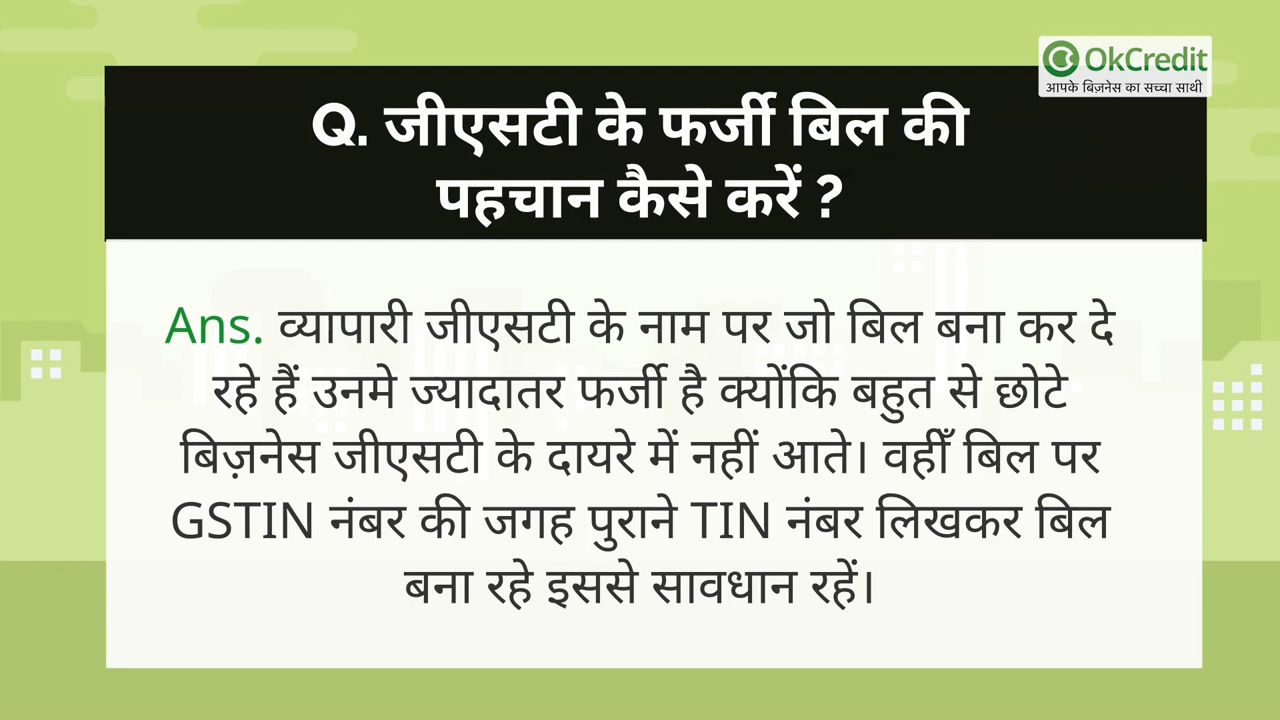 OkCredit
आपके बिज़नेस का सच्चा साथी
Q. जीएसटी के फर्जी बिल की
पहचान कैसे करें ?
Ans. व्यापारी जीएसटी के नाम पर जो बिल बना कर दे
रहे हैं उनमे ज्यादातर फर्जी है क्योंकि बहुत से छोटे
बिज़नेस जीएसटी के दायरे में नहीं आते। वहीँ बिल पर
GSTIN नंबर की जगह पुराने TIN नंबर लिखकर बिल
बना रहे इससे सावधान रहें।